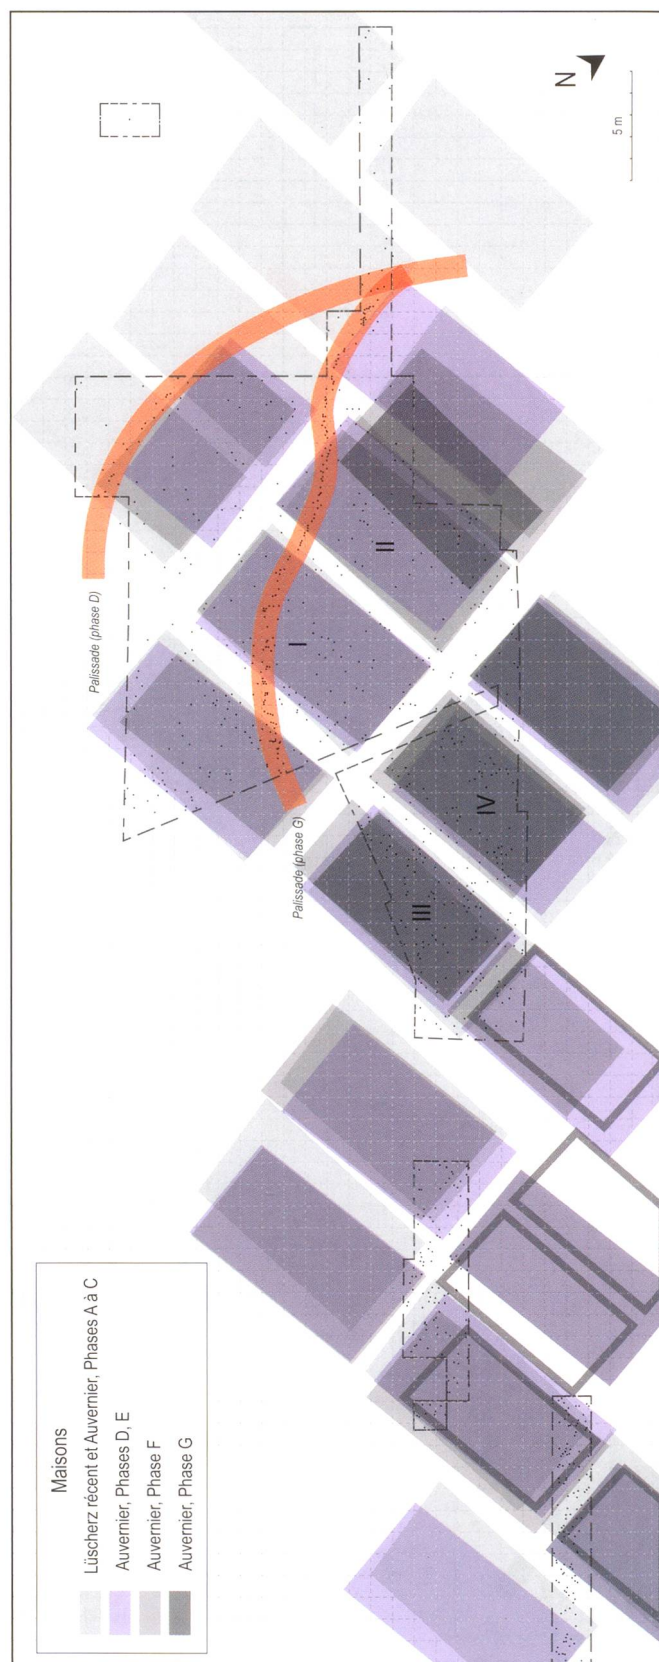 Maisons
Lüscherz récent et Auvernier, Phases A à C
Auvernier, Phases D, E
Auvernier, Phase F
Auvernier, Phase G
Palissade (phase G)
Palissade (phase D)
III
IV
I
II
N
5 m